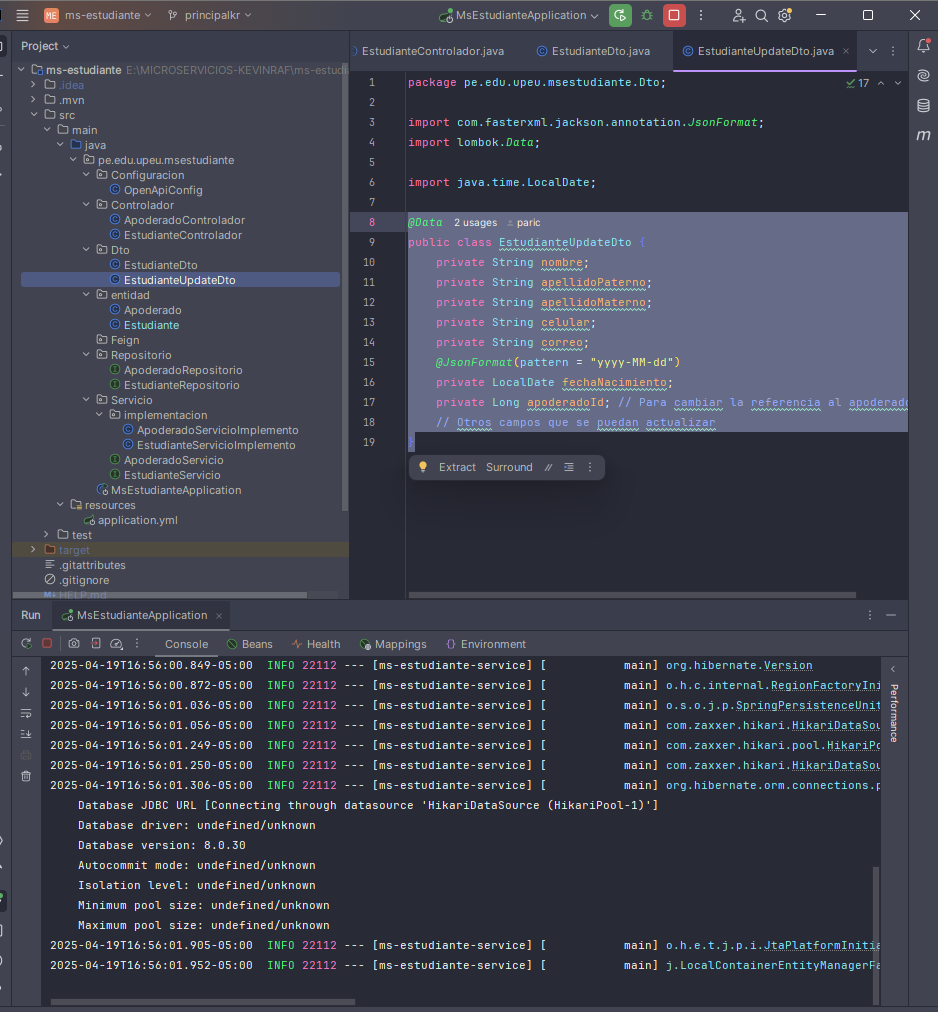 ME ms-estudiante principalkr MsEstudianteApplication
Project
ms-estudiante E:\MICROSERVICIOS-KEVINRAF\ms-estudi
.idea
.mvn
src
main
java
pe.edu.upeu.msestudiante
Configuracion
OpenApiConfig
Controlador
ApoderadoControlador
EstudianteControlador
Dto
EstudianteDto
EstudianteUpdateDto
entidad
Apoderado
Estudiante
Feign
Repositorio
ApoderadoRepositorio
EstudianteRepositorio
Servicio
implementacion
ApoderadoServicioImplemento
EstudianteServicioImplemento
ApoderadoServicio
EstudianteServicio
MsEstudianteApplication
resources
application.yml
test
target
.gitattributes
.gitignore
HELP.md
EstudianteControlador.java EstudianteDto.java EstudianteUpdateDto.java
17
1 package pe.edu.upeu.msestudiante.Dto;
2
3 import com.fasterxml.jackson.annotation.JsonFormat;
4 import lombok.Data;
5
6 import java.time.LocalDate;
7
8 @Data 2 usages paric
9 public class EstudianteUpdateDto {
10 private String nombre;
11 private String apellidoPaterno;
12 private String apellidoMaterno;
13 private String celular;
14 private String correo;
15 @JsonFormat(pattern = "yyyy-MM-dd")
16 private LocalDate fechaNacimiento;
17 private Long apoderadoId; // Para cambiar la referencia al apoderado
18 // Otros campos que se puedan actualizar
19 }
Extract Surround //
m
Run MsEstudianteApplication
Console Beans Health Mappings Environment
2025-04-19T16:56:00.849-05:00 INFO 22112 --- [ms-estudiante-service] [ main] org.hibernate.Version
2025-04-19T16:56:00.872-05:00 INFO 22112 --- [ms-estudiante-service] [ main] o.h.c.internal.RegionFactoryIni
2025-04-19T16:56:01.036-05:00 INFO 22112 --- [ms-estudiante-service] [ main] o.s.o.j.p.SpringPersistenceUnit
2025-04-19T16:56:01.056-05:00 INFO 22112 --- [ms-estudiante-service] [ main] com.zaxxer.hikari.HikariDataSou
2025-04-19T16:56:01.249-05:00 INFO 22112 --- [ms-estudiante-service] [ main] com.zaxxer.hikari.pool.HikariPo
2025-04-19T16:56:01.250-05:00 INFO 22112 --- [ms-estudiante-service] [ main] com.zaxxer.hikari.HikariDataSou
2025-04-19T16:56:01.306-05:00 INFO 22112 --- [ms-estudiante-service] [ main] org.hibernate.orm.connections.p
Database JDBC URL [Connecting through datasource 'HikariDataSource (HikariPool-1)']
Database driver: undefined/unknown
Database version: 8.0.30
Autocommit mode: undefined/unknown
Isolation level: undefined/unknown
Minimum pool size: undefined/unknown
Maximum pool size: undefined/unknown
2025-04-19T16:56:01.905-05:00 INFO 22112 --- [ms-estudiante-service] [ main] o.h.e.t.j.p.i.JtaPlatformInitia
2025-04-19T16:56:01.952-05:00 INFO 22112 --- [ms-estudiante-service] [ main] j.LocalContainerEntityManagerFa
Performance